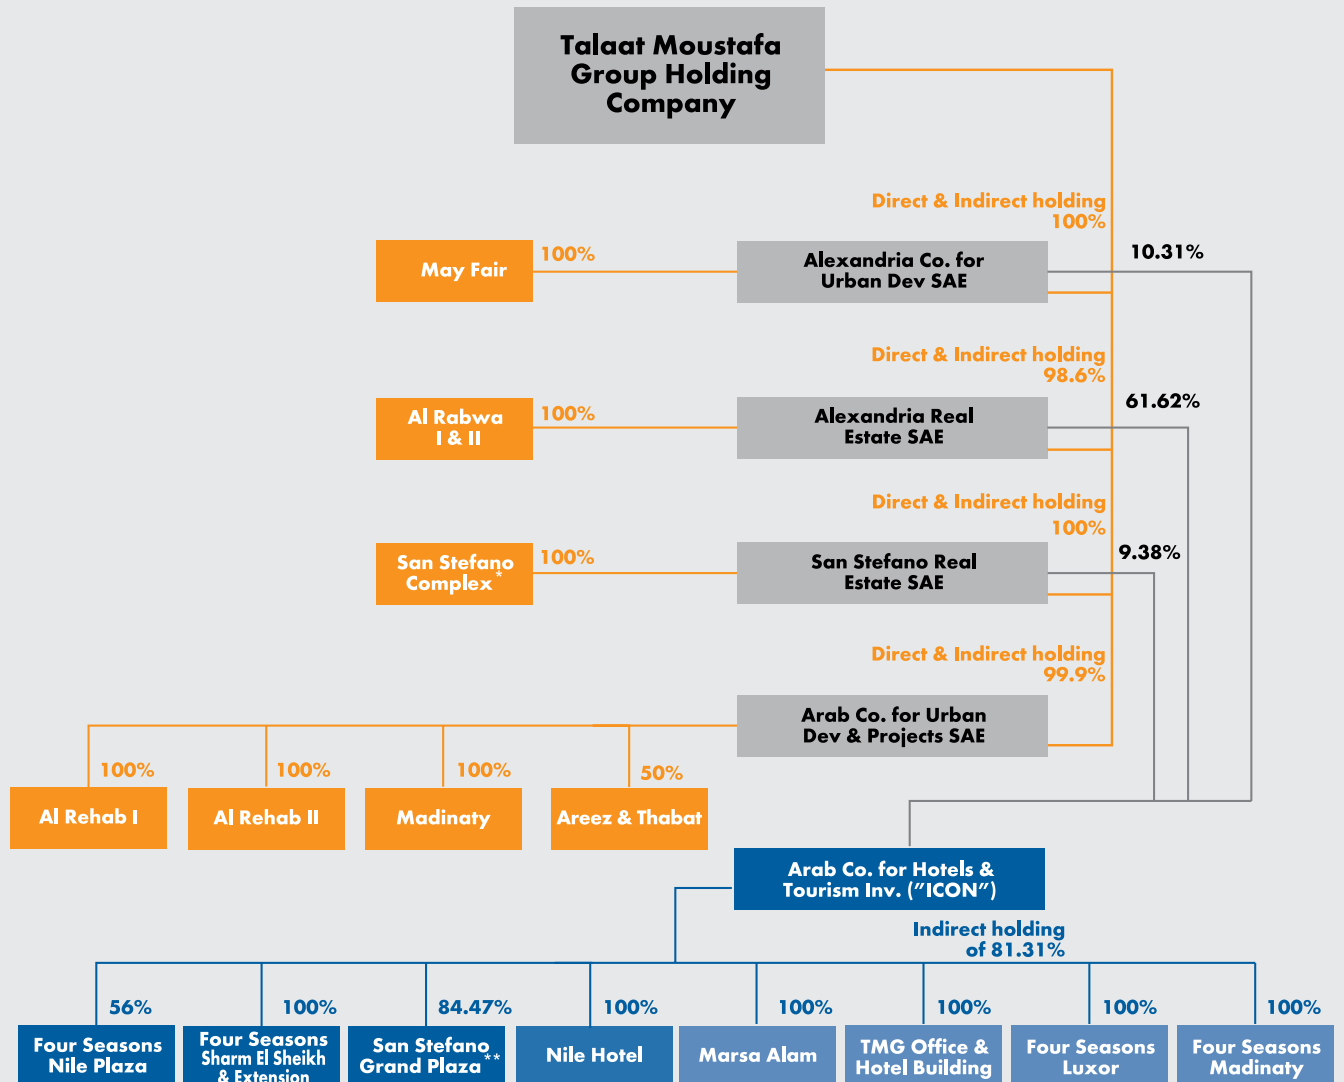 Talaat Moustafa
Group Holding
Company
Direct & Indirect holding
100%
May Fair
100%
Alexandria Co. for
Urban Dev SAE
10.31%
Direct & Indirect holding
98.6%
Al Rabwa
I & II
100%
Alexandria Real
Estate SAE
61.62%
Direct & Indirect holding
100%
San Stefano
Complex*
100%
San Stefano Real
Estate SAE
9.38%
Direct & Indirect holding
99.9%
Arab Co. for Urban
Dev & Projects SAE
100%
100%
100%
50%
Al Rehab I
Al Rehab II
Madinaty
Areez & Thabat
Arab Co. for Hotels &
Tourism Inv. ("ICON")
Indirect holding
of 81.31%
56%
100%
84.47%
100%
100%
100%
100%
100%
Four Seasons
Nile Plaza
Four Seasons
Sharm El Sheikh
& Extension
San Stefano
Grand Plaza**
Nile Hotel
Marsa Alam
TMG Office &
Hotel Building
Four Seasons
Luxor
Four Seasons
Madinaty